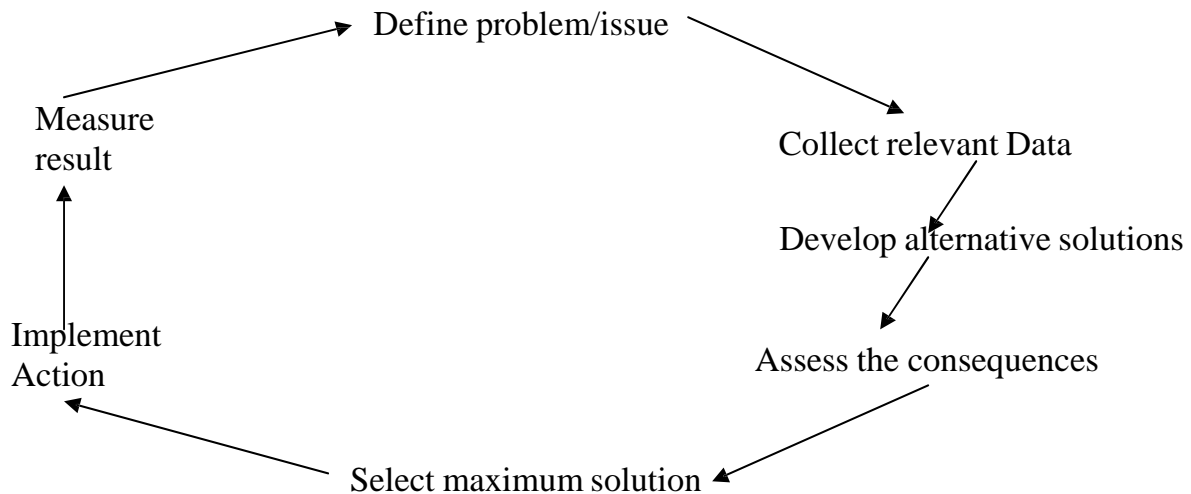 Define problem/issue
Collect relevant Data
Develop alternative solutions
Assess the consequences
Select maximum solution
Implement
Action
Measure
result